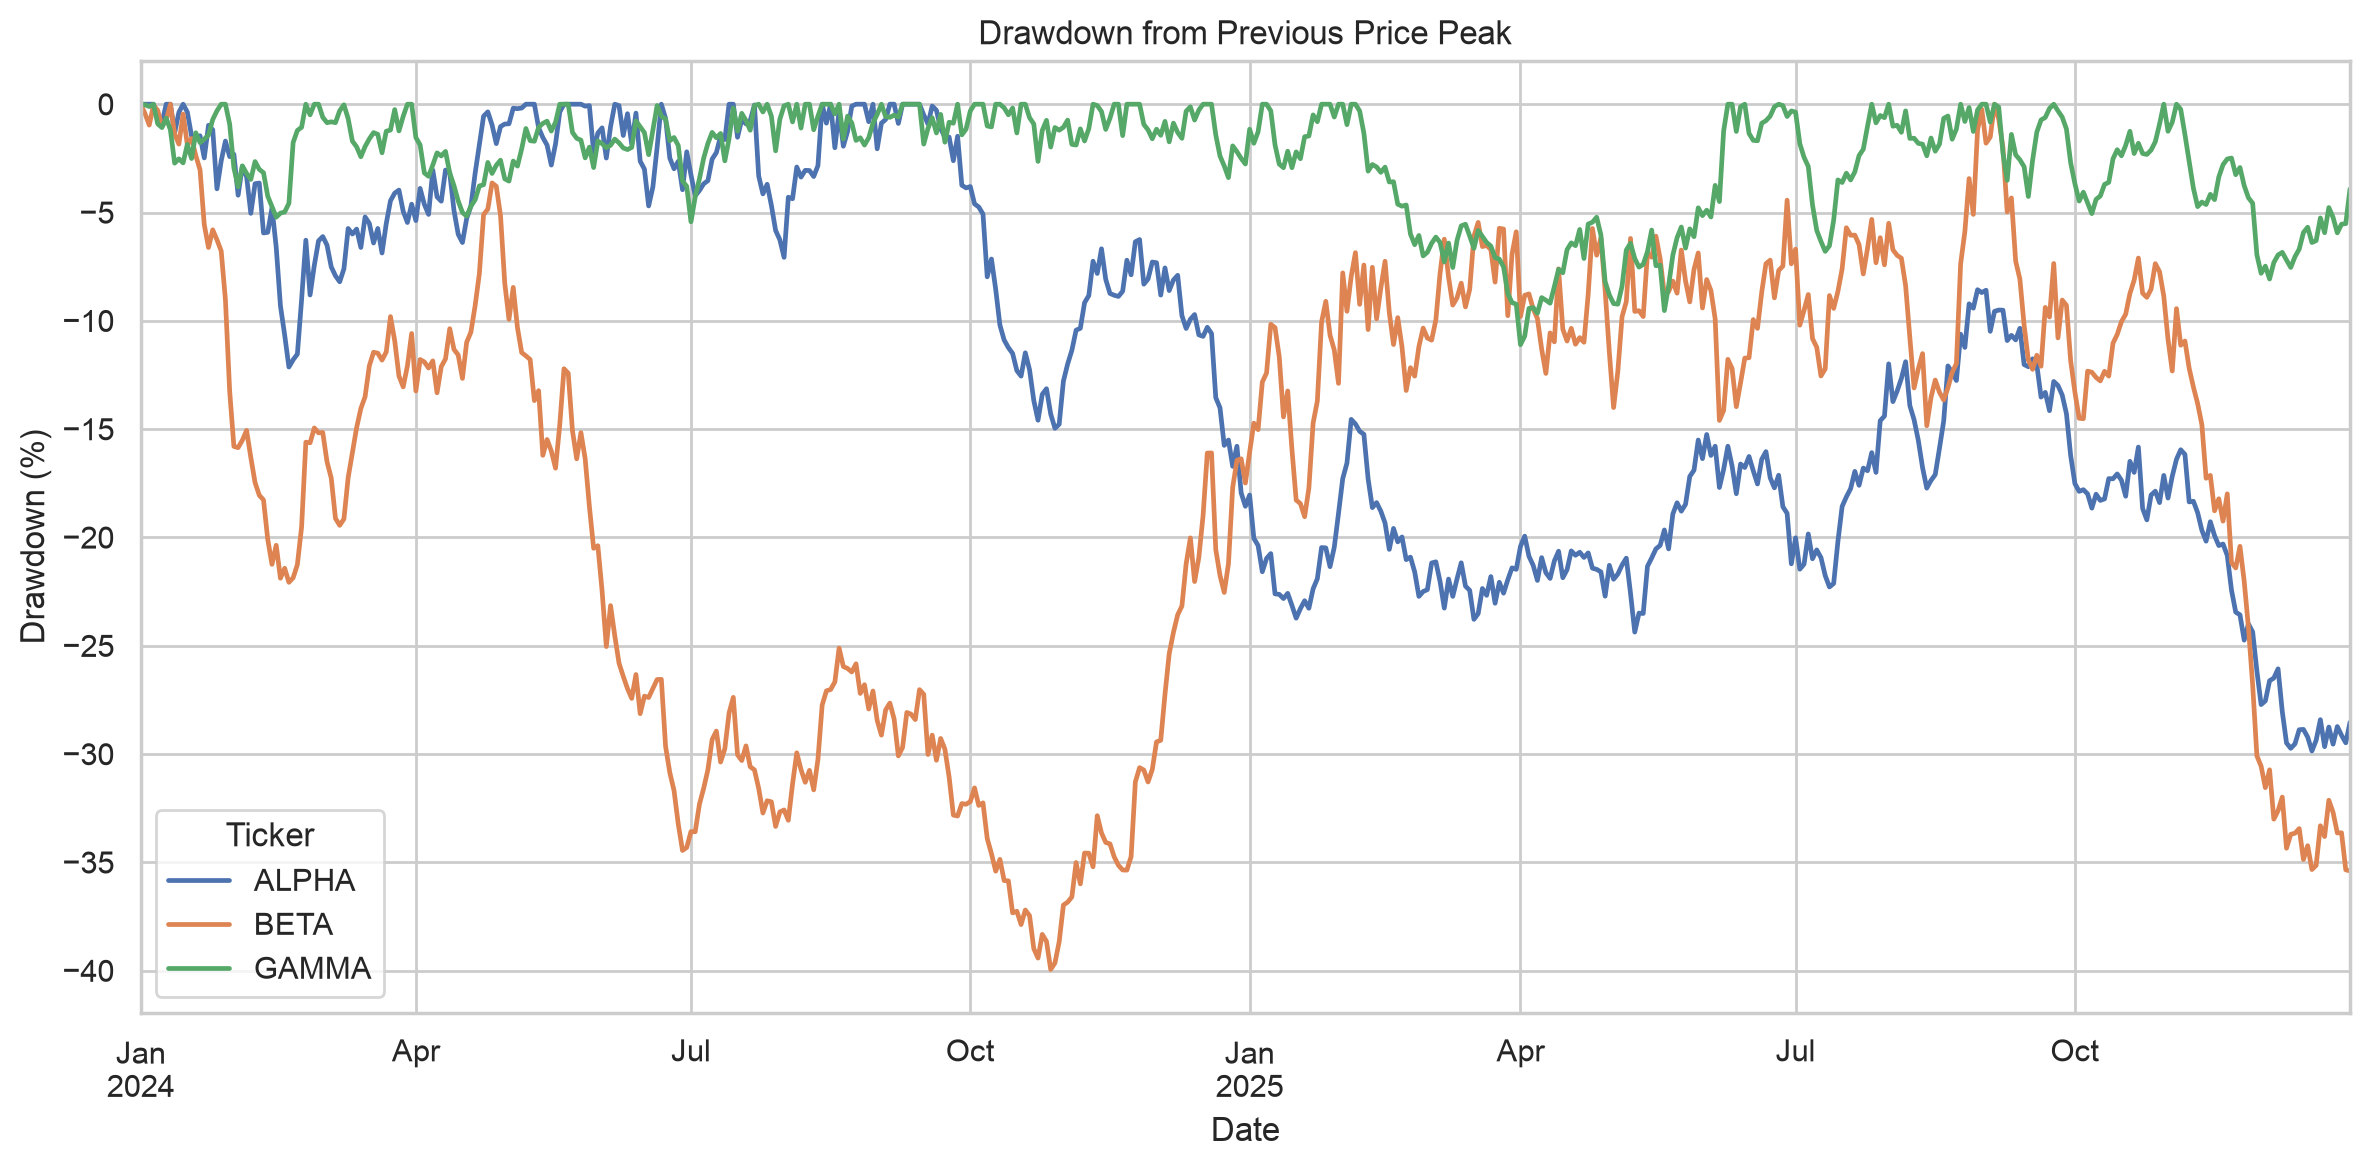 Drawdown from Previous Price Peak
Drawdown (%)
0
−5
−10
−15
−20
−25
−30
−35
−40
Ticker
ALPHA
BETA
GAMMA
Jan
2024
Apr
Jul
Oct
Jan
2025
Apr
Jul
Oct
Date